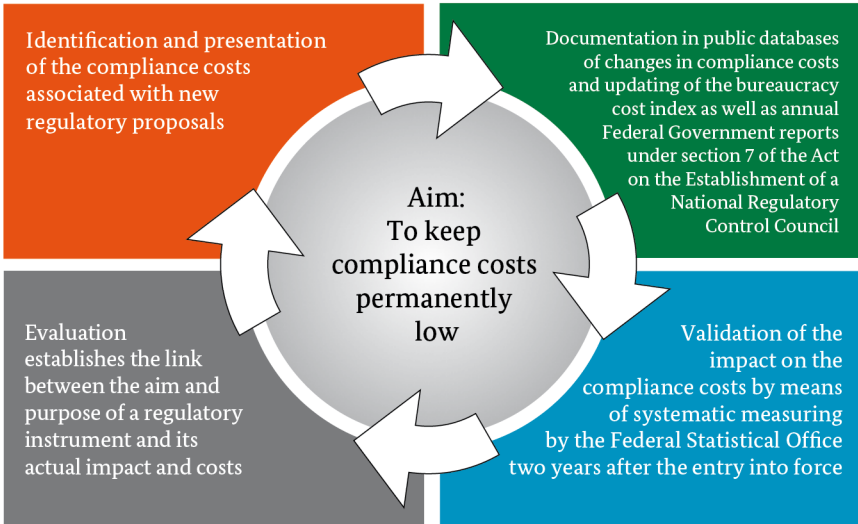 Identification and presentation
of the compliance costs
associated with new
regulatory proposals
Documentation in public databases
of changes in compliance costs
and updating of the bureaucracy
cost index as well as annual
Federal Government reports
under section 7 of the Act
on the Establishment of a
National Regulatory
Control Council
Aim:
To keep
compliance costs
permanently
low
Evaluation
establishes the link
between the aim and
purpose of a regulatory
instrument and its
actual impact and costs
Validation of the
impact on the
compliance costs by means
of systematic measuring
by the Federal Statistical Office
two years after the entry into force